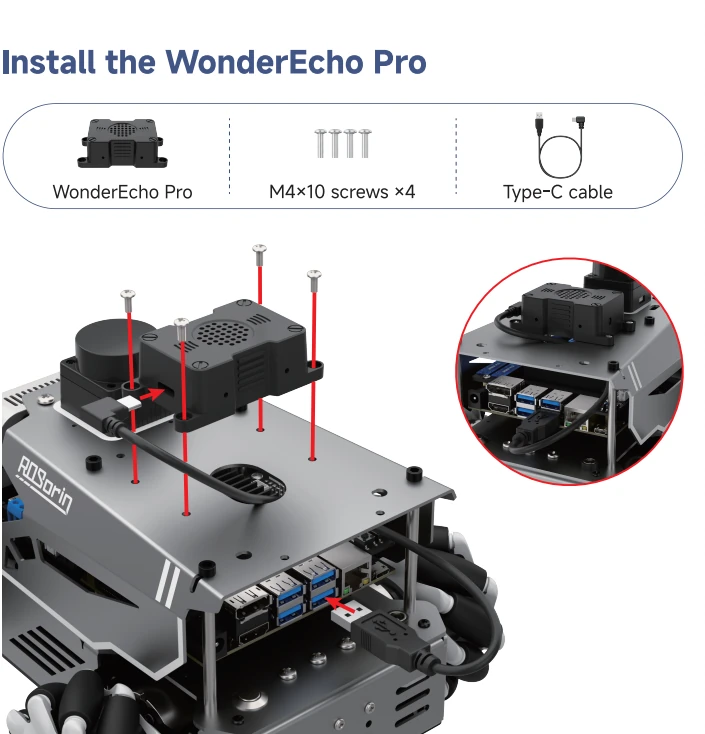 Install the WonderEcho Pro
WonderEcho Pro
M4×10 screws ×4
Type-C cable
ROSOrin